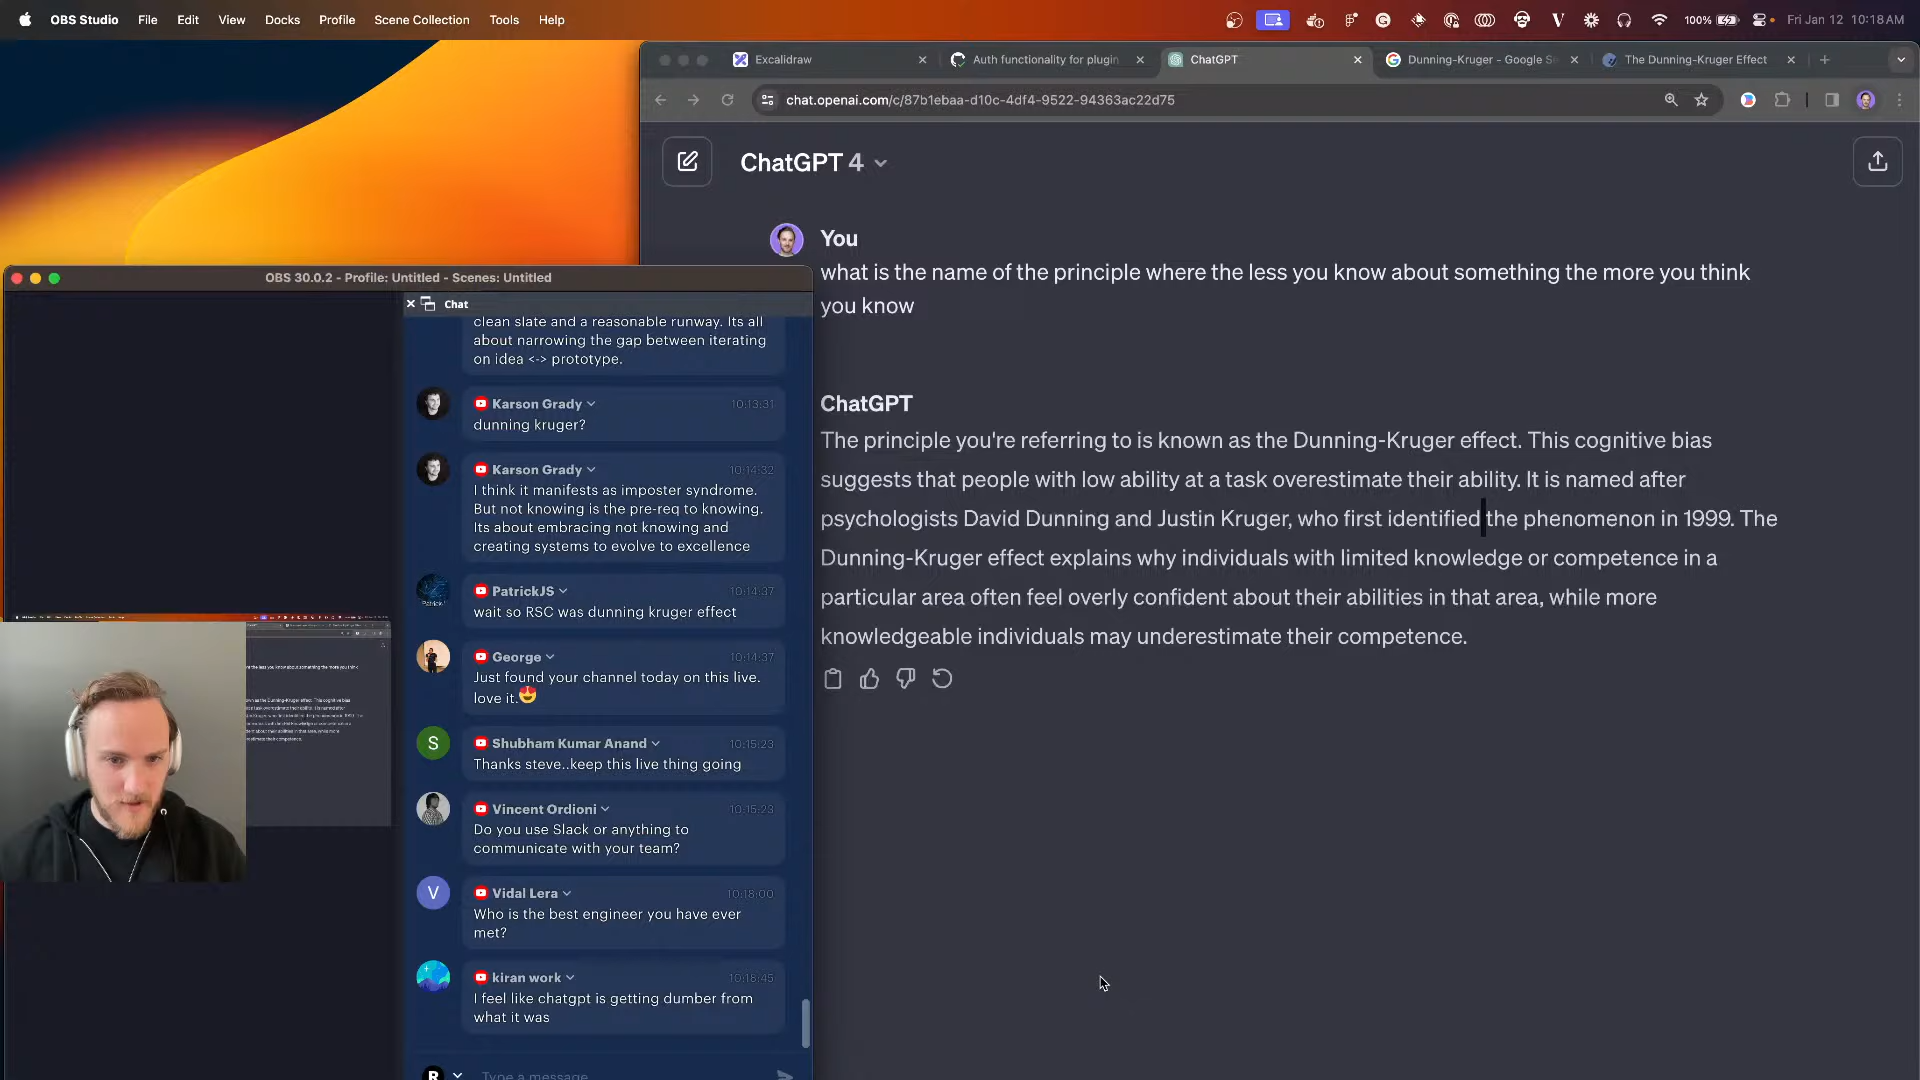 OBS Studio File Edit View Docks Profile Scene Collection Tools Help
100% Fri Jan 12 10:18AM
Excalidraw
Auth functionality for plugin
ChatGPT
Dunning-Kruger - Google Se
The Dunning-Kruger Effect
chat.openai.com/c/87b1ebaa-d10c-4df4-9522-94363ac22d75
ChatGPT 4
You
what is the name of the principle where the less you know about something the more you think
you know
ChatGPT
The principle you're referring to is known as the Dunning-Kruger effect. This cognitive bias
suggests that people with low ability at a task overestimate their ability. It is named after
psychologists David Dunning and Justin Kruger, who first identified the phenomenon in 1999. The
Dunning-Kruger effect explains why individuals with limited knowledge or competence in a
particular area often feel overly confident about their abilities in that area, while more
knowledgeable individuals may underestimate their competence.
OBS 30.0.2 - Profile: Untitled - Scenes: Untitled
Chat
clean slate and a reasonable runway. Its all
about narrowing the gap between iterating
on idea <-> prototype.
Karson Grady 10:13:31
dunning kruger?
Karson Grady 10:14:32
I think it manifests as imposter syndrome.
But not knowing is the pre-req to knowing.
Its about embracing not knowing and
creating systems to evolve to excellence
PatrickJS 10:14:37
wait so RSC was dunning kruger effect
George 10:14:37
Just found your channel today on this live.
love it.😍
S
Shubham Kumar Anand 10:15:23
Thanks steve..keep this live thing going
Vincent Ordioni 10:15:23
Do you use Slack or anything to
communicate with your team?
V
Vidal Lera 10:18:00
Who is the best engineer you have ever
met?
kiran work 10:18:45
I feel like chatgpt is getting dumber from
what it was
R
Type a message